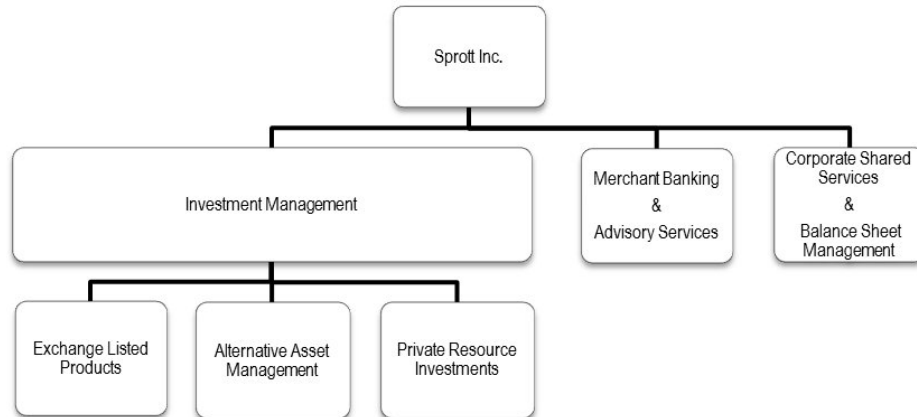 Sprott Inc.
Investment Management
Merchant Banking
&
Advisory Services
Corporate Shared
Services
&
Balance Sheet
Management
Exchange Listed
Products
Alternative Asset
Management
Private Resource
Investments